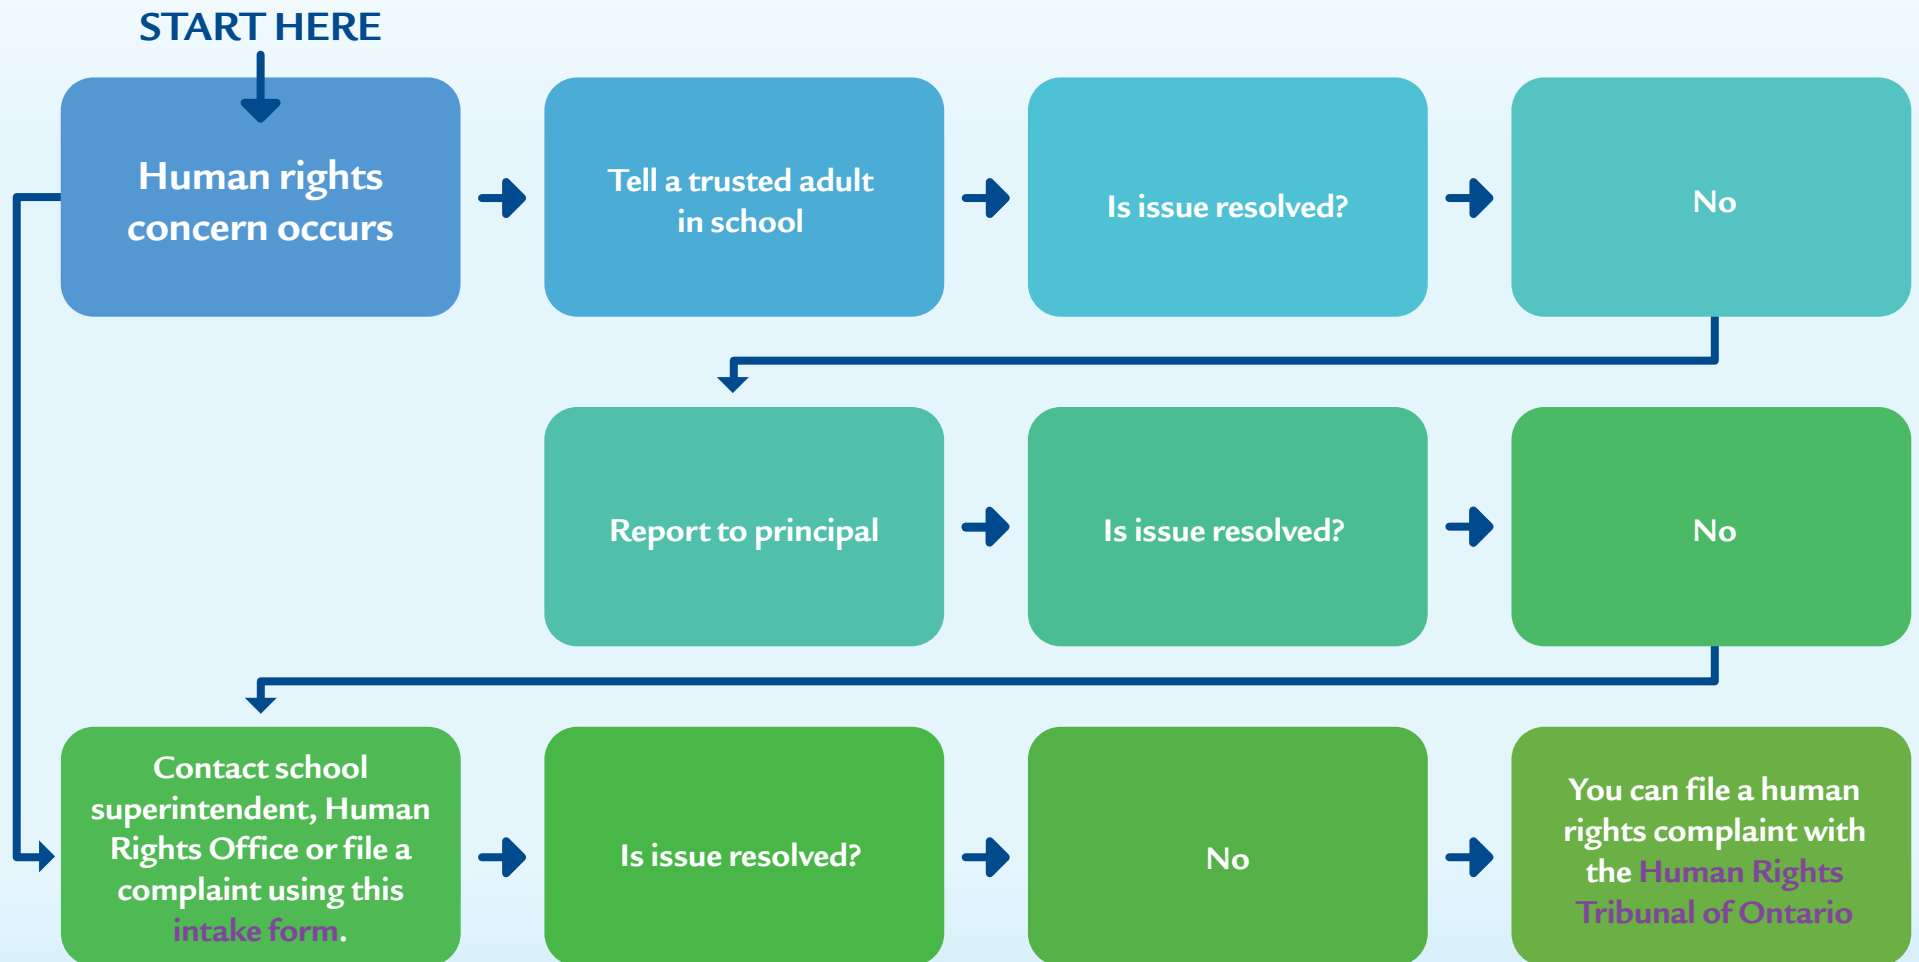 START HERE
Human rights
concern occurs
Tell a trusted adult
in school
Is issue resolved?
No
Report to principal
Is issue resolved?
No
Contact school
superintendent, Human
Rights Office or file a
complaint using this
intake form.
Is issue resolved?
No
You can file a human
rights complaint with
the Human Rights
Tribunal of Ontario